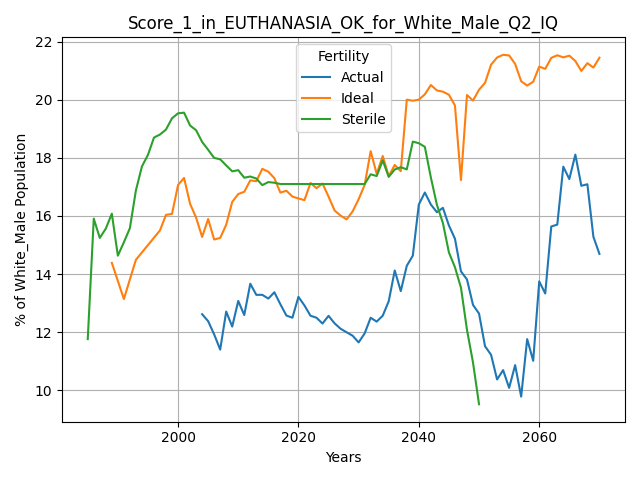 Score_1_in_EUTHANASIA_OK_for_White_Male_Q2_IQ
Fertility
Actual
Ideal
Sterile
% of White_Male Population
22
20
18
16
14
12
10
2000
2020
2040
2060
Years